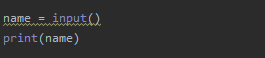 name = input()
print(name)